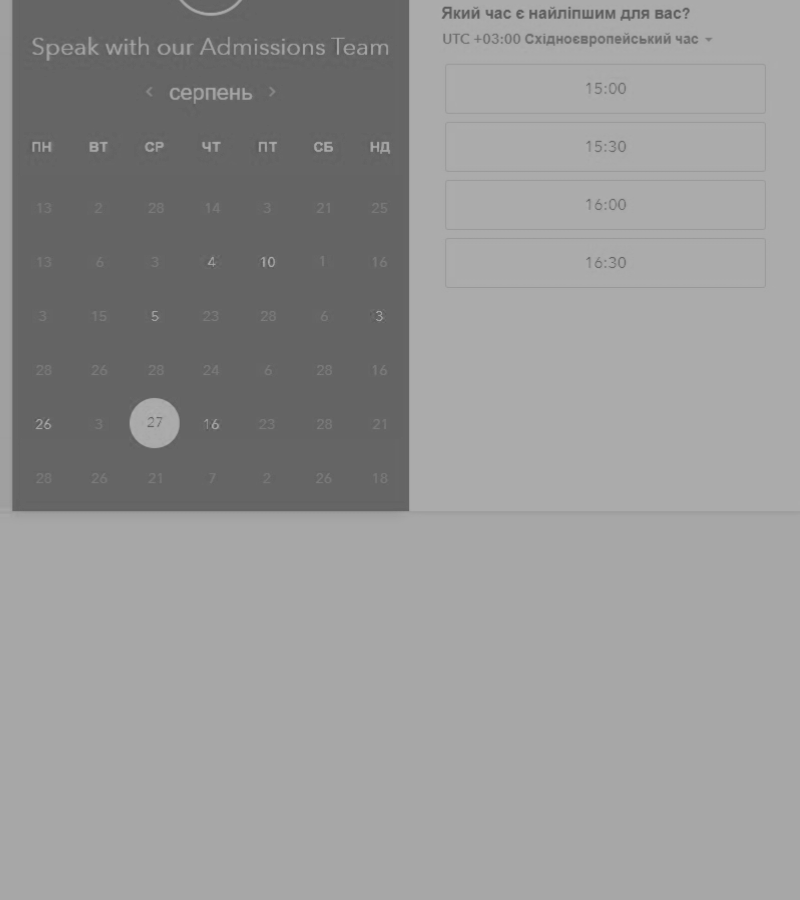 Speak with our Admissions Team
серпень
ПН ВТ СР ЧТ ПТ СБ НД
13 2 28 14 3 21 25
13 6 3 4 10 1 16
3 15 5 23 28 6 3
28 26 28 24 6 28 16
26 3 27 16 23 28 21
28 26 21 7 2 26 18
Який час є найліпшим для вас?
UTC +03:00 Східноєвропейський час
15:00
15:30
16:00
16:30